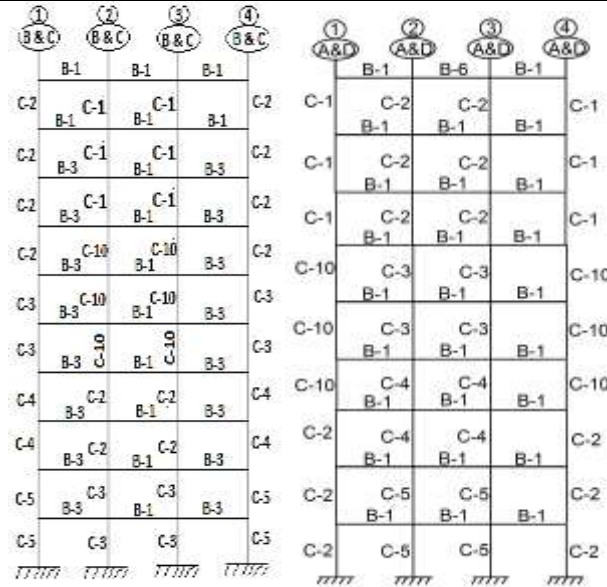 1 2 3 4
B&C B&C B&C B&C
B-1 B-1 B-1
C-2 C-1 C-1 C-2
B-1 B-1 B-1
C-2 C-1 C-1 C-2
B-3 B-1 B-3
C-2 C-1 C-1 C-2
B-3 B-1 B-3
C-2 C-10 C-10 C-2
B-3 B-1 B-3
C-3 C-10 C-10 C-3
B-3 B-1 B-3
C-3 C-10 C-10 C-3
B-3 B-1 B-3
C-4 C-2 C-2 C-4
B-3 B-1 B-3
C-4 C-2 C-2 C-4
B-3 B-1 B-3
C-5 C-3 C-3 C-5
B-3 B-1 B-3
C-5 C-3 C-3 C-5
1 2 3 4
A&D A&D A&D A&D
B-1 B-6 B-1
C-1 C-2 C-2 C-1
B-1 B-1 B-1
C-1 C-2 C-2 C-1
B-1 B-1 B-1
C-1 C-2 C-2 C-1
B-1 B-1 B-1
C-10 C-3 C-3 C-10
B-1 B-1 B-1
C-10 C-3 C-3 C-10
B-1 B-1 B-1
C-10 C-4 C-4 C-10
B-1 B-1 B-1
C-2 C-4 C-4 C-2
B-1 B-1 B-1
C-2 C-5 C-5 C-2
B-1 B-1 B-1
C-2 C-5 C-5 C-2